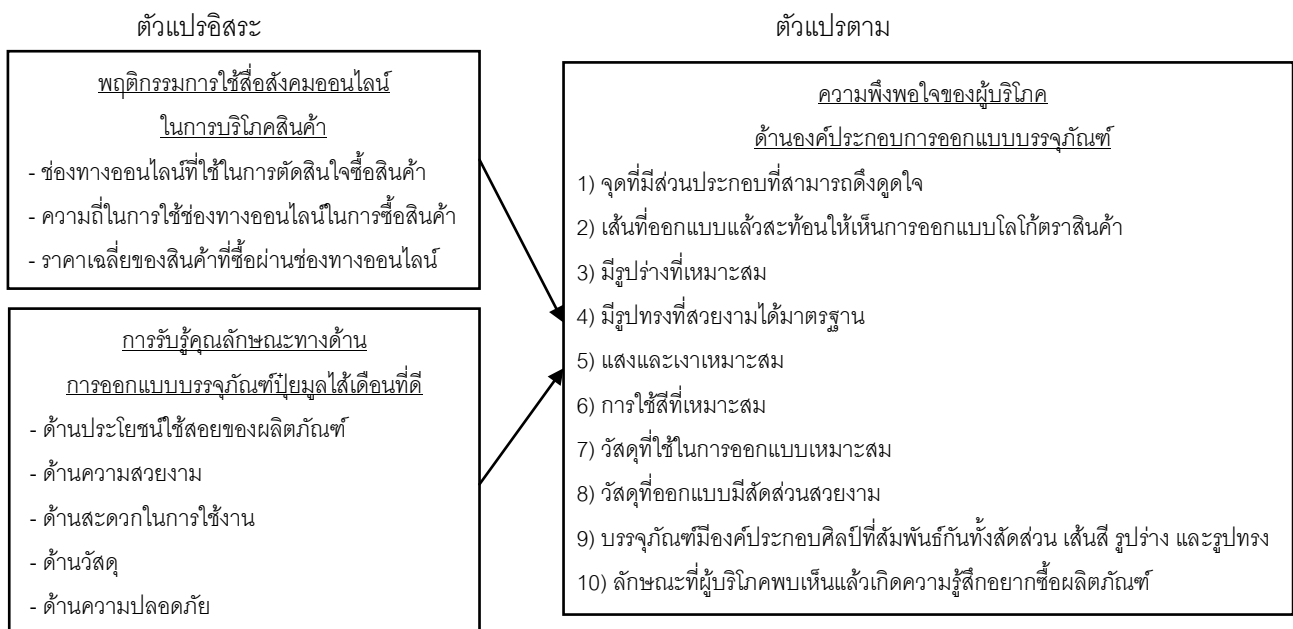 ตัวแปรอิสระ
พฤติกรรมการใช้สื่อสังคมออนไลน์
ในการบริโภคสินค้า
- ช่องทางออนไลน์ที่ใช้ในการตัดสินใจซื้อสินค้า
- ความถี่ในการใช้ช่องทางออนไลน์ในการซื้อสินค้า
- ราคาเฉลี่ยของสินค้าที่ซื้อผ่านช่องทางออนไลน์
การรับรู้คุณลักษณะทางด้าน
การออกแบบบรรจุภัณฑ์ปุ๋ยมูลไส้เดือนที่ดี
- ด้านประโยชน์ใช้สอยของผลิตภัณฑ์
- ด้านความสวยงาม
- ด้านสะดวกในการใช้งาน
- ด้านวัสดุ
- ด้านความปลอดภัย
ตัวแปรตาม
ความพึงพอใจของผู้บริโภค
ด้านองค์ประกอบการออกแบบบรรจุภัณฑ์
1) จุดที่มีส่วนประกอบที่สามารถดึงดูดใจ
2) เส้นที่ออกแบบแล้วสะท้อนให้เห็นการออกแบบโลโก้ตราสินค้า
3) มีรูปร่างที่เหมาะสม
4) มีรูปทรงที่สวยงามได้มาตรฐาน
5) แสงและเงาเหมาะสม
6) การใช้สีที่เหมาะสม
7) วัสดุที่ใช้ในการออกแบบเหมาะสม
8) วัสดุที่ออกแบบมีสัดส่วนสวยงาม
9) บรรจุภัณฑ์มีองค์ประกอบศิลป์ที่สัมพันธ์กันทั้งสัดส่วน เส้นสี รูปร่าง และรูปทรง
10) ลักษณะที่ผู้บริโภคพบเห็นแล้วเกิดความรู้สึกอยากซื้อผลิตภัณฑ์